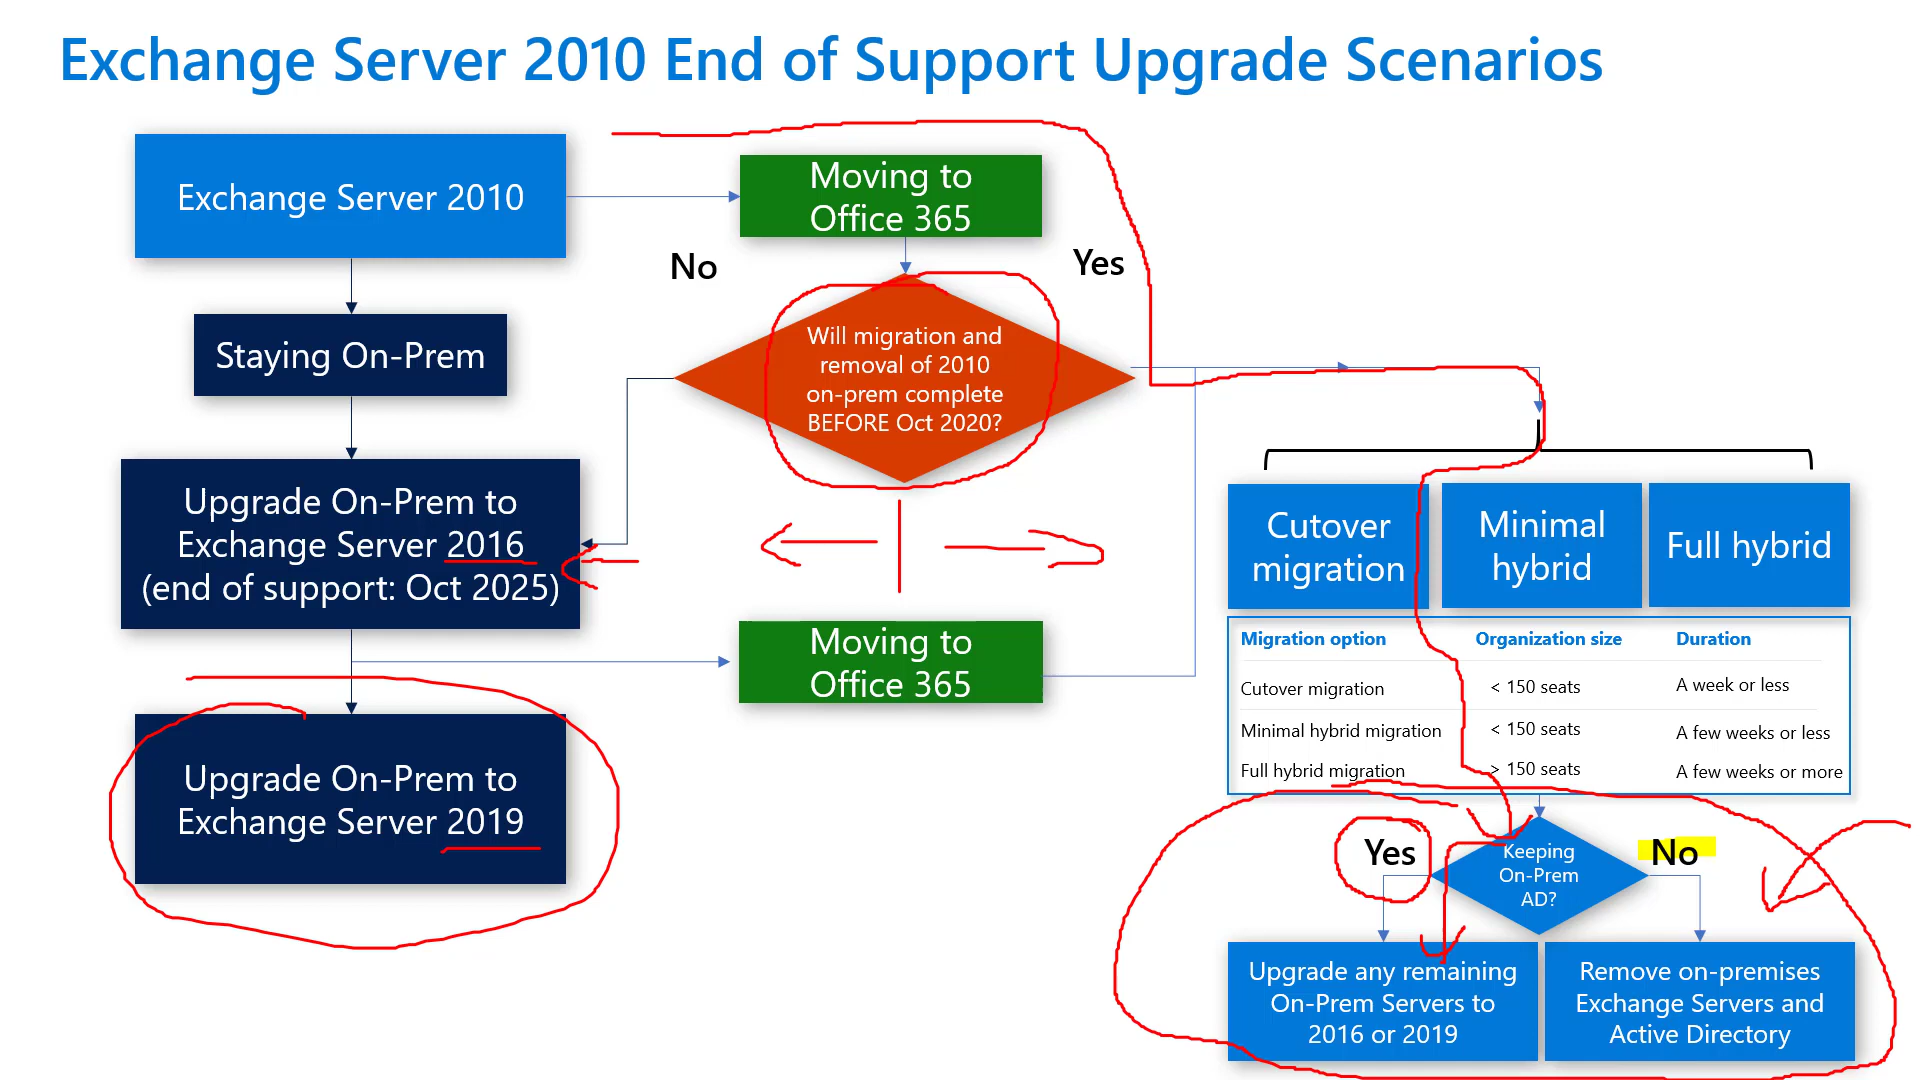 Exchange Server 2010 End of Support Upgrade Scenarios
Exchange Server 2010
Moving to
Office 365
No
Yes
Staying On-Prem
Will migration and
removal of 2010
on-prem complete
BEFORE Oct 2020?
Upgrade On-Prem to
Exchange Server 2016
(end of support: Oct 2025)
Moving to
Office 365
Upgrade On-Prem to
Exchange Server 2019
Cutover
migration
Minimal
hybrid
Full hybrid
Migration option Organization size Duration
Cutover migration < 150 seats A week or less
Minimal hybrid migration < 150 seats A few weeks or less
Full hybrid migration > 150 seats A few weeks or more
Yes
Keeping
On-Prem
AD?
No
Upgrade any remaining
On-Prem Servers to
2016 or 2019
Remove on-premises
Exchange Servers and
Active Directory